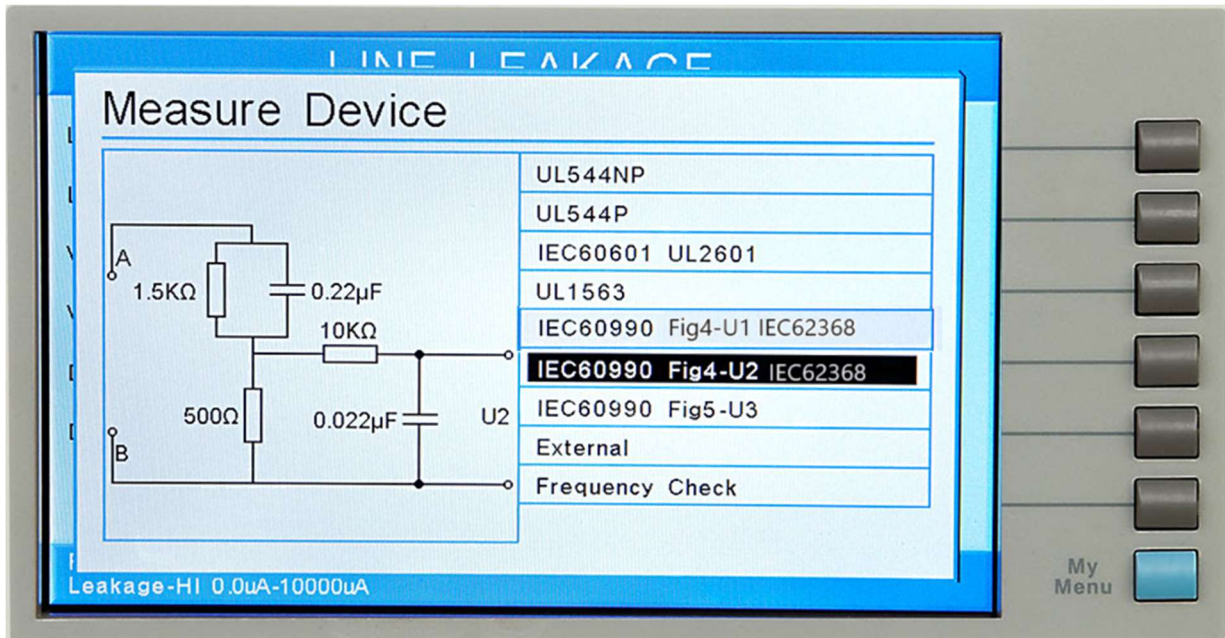 LINE LEAKAGE
Measure Device
UL544NP
UL544P
IEC60601 UL2601
UL1563
IEC60990 Fig4-U1 IEC62368
IEC60990 Fig4-U2 IEC62368
IEC60990 Fig5-U3
External
Frequency Check
A
1.5KΩ
0.22µF
10KΩ
500Ω
0.022µF
U2
B
Leakage-HI 0.0uA-10000uA
My
Menu